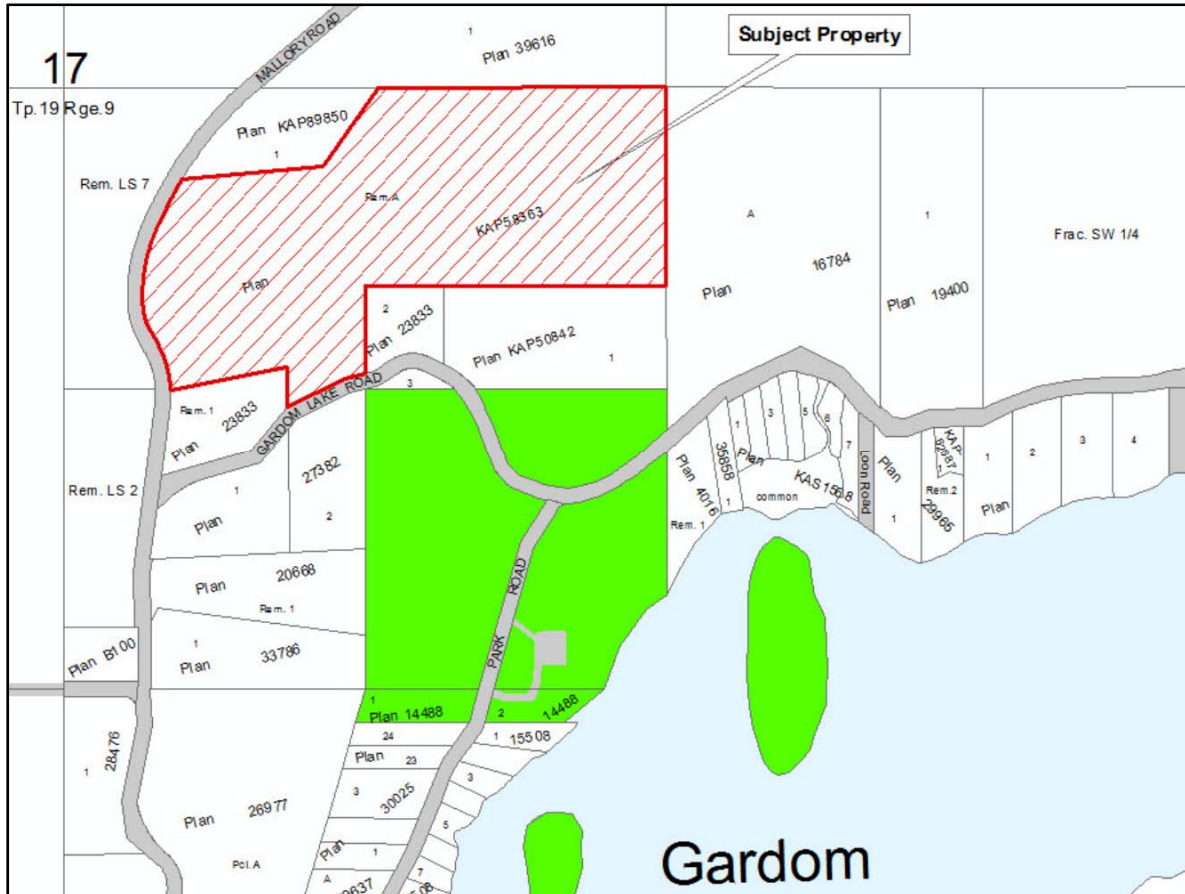 MALLORY ROAD
1
Plan 39616
Subject Property
17
Tp.19 Rge.9
Plan KAP89850
1
Rem. LS 7
Rem.A
KAP58363
Plan
A
16784
Plan
1
Plan 19400
Frac. SW 1/4
2
Plan 23833
Plan KAP50842
1
3
GARDOM LAKE ROAD
Rem. 1
Plan 23833
Rem. LS 2
1
Plan
27382
2
Plan 20668
Rem. 1
1
Plan 33786
Plan B100
PARK ROAD
Plan 4016
Rem. 1
35858
1
1
Plan
3
5
6
7
KAS1568
common
Loon Road
Plan
1
Rem.2
29965
1
Plan
2
3
4
1
Plan 14488
2
14488
24
Plan
23
3
30025
Plan
1
A
1
15508
3
5
7
1
28476
Plan 26977
Pcl. A
Gardom